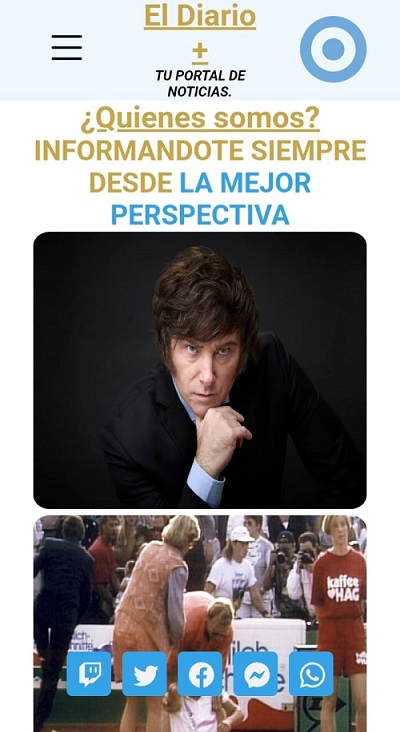 El Diario
+
TU PORTAL DE
NOTICIAS.
¿Quienes somos?
INFORMANDOTE SIEMPRE
DESDE LA MEJOR
PERSPECTIVA
kaffee
HAG